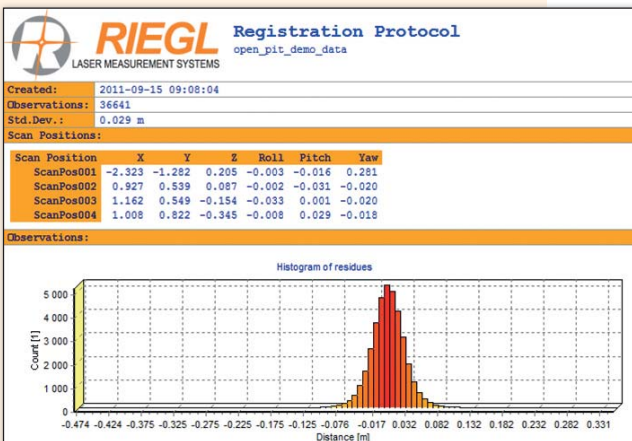 RIEGL
LASER MEASUREMENT SYSTEMS
Registration Protocol
open_pit_demo_data
Created: 2011-09-15 09:08:04
Observations: 36641
Std.Dev.: 0.029 m
Scan Positions:
Scan Position X Y Z Roll Pitch Yaw
ScanPos001 -2.323 -1.282 0.205 -0.003 -0.016 0.281
ScanPos002 0.927 0.539 0.087 -0.002 -0.031 -0.020
ScanPos003 1.162 0.549 -0.154 -0.033 0.001 -0.020
ScanPos004 1.008 0.822 -0.345 -0.008 0.029 -0.018
Observations:
Histogram of residues
5 000
4 000
3 000
2 000
1 000
0
Count [1]
-0.474 -0.424 -0.375 -0.325 -0.275 -0.225 -0.175 -0.125 -0.076 -0.017 0.032 0.082 0.132 0.182 0.232 0.282 0.331
Distance [m]